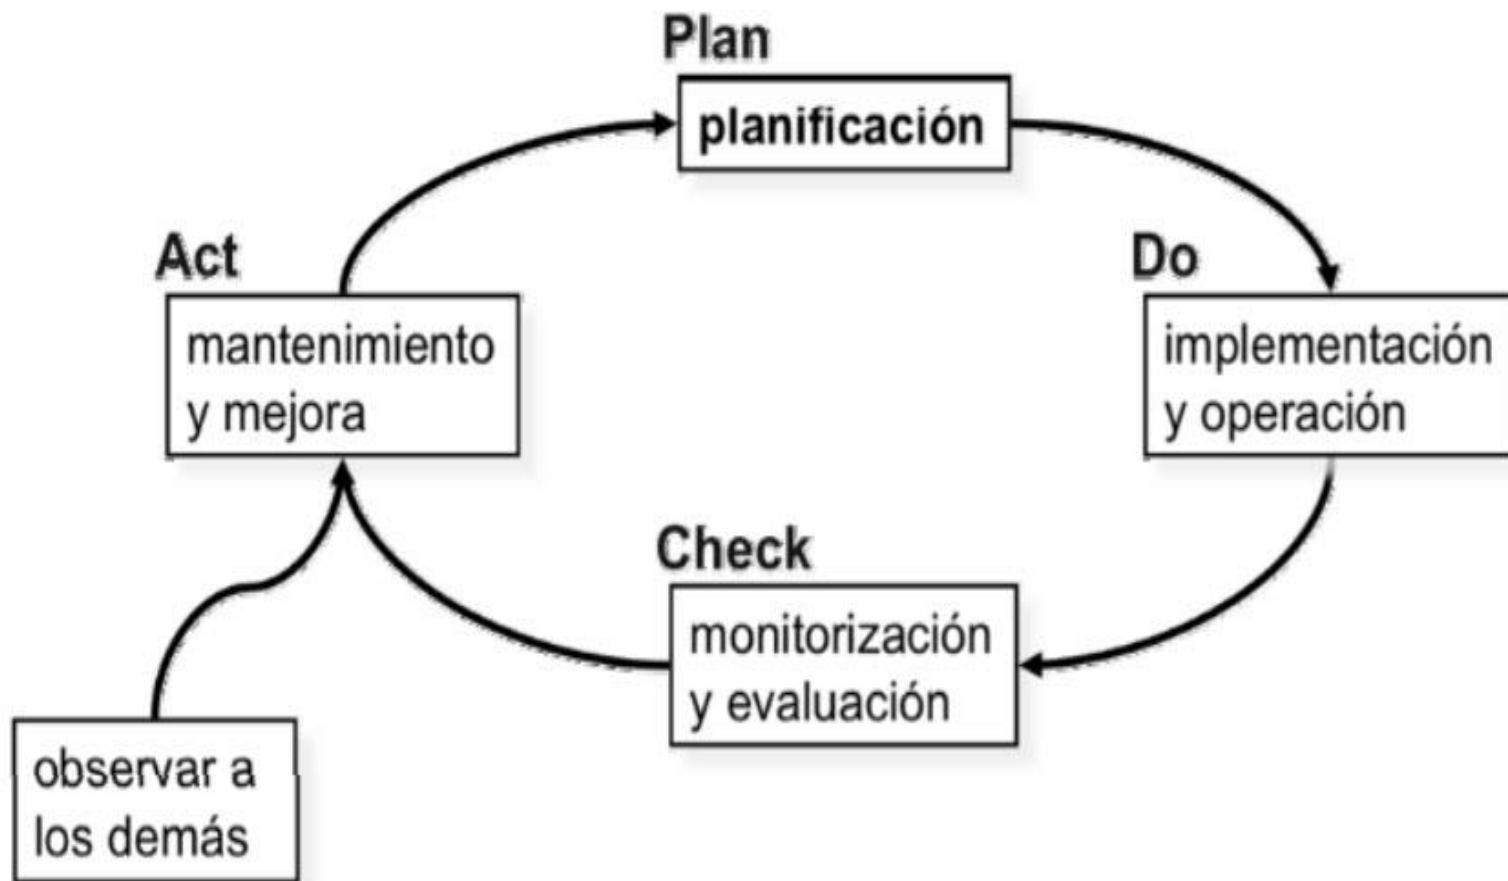 Plan
planificación
Act
mantenimiento
y mejora
Do
implementación
y operación
Check
monitorización
y evaluación
observar a
los demás